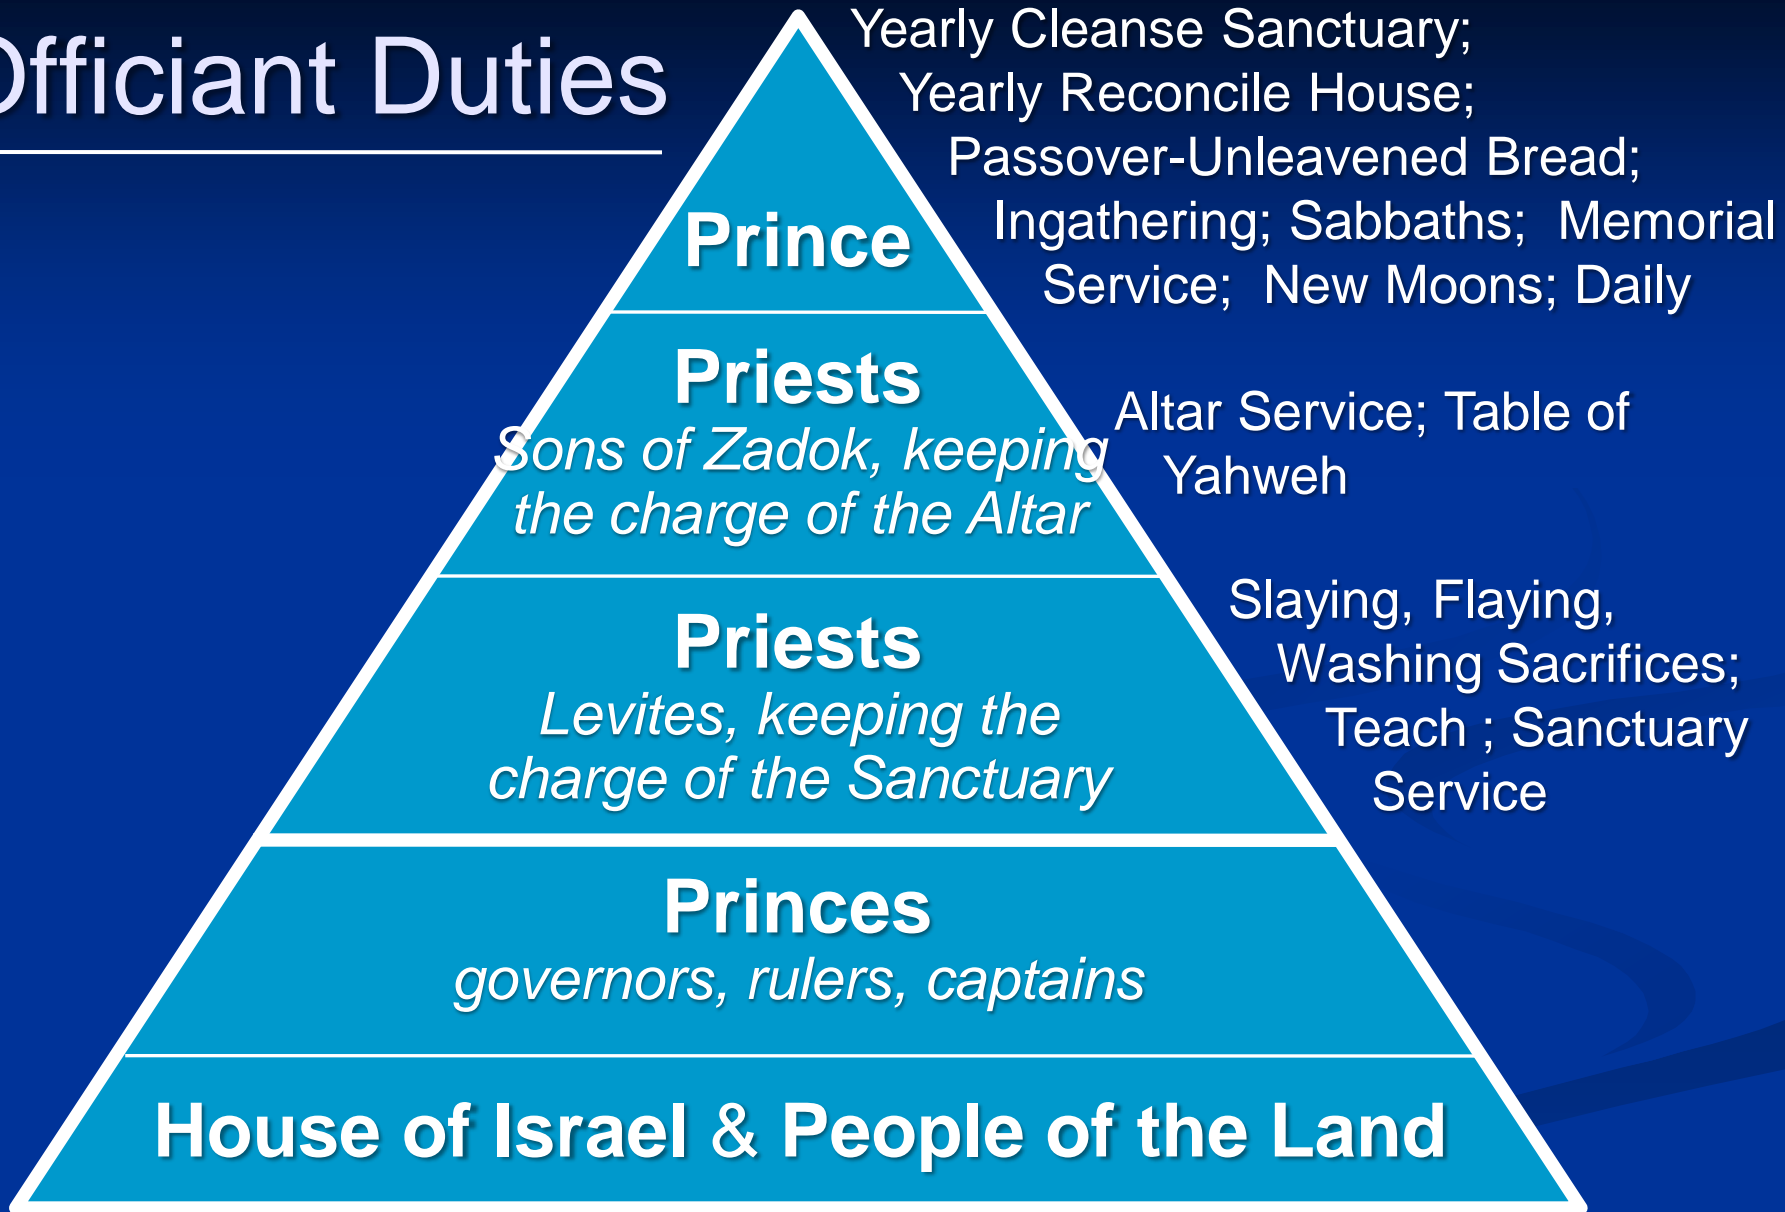 Officiant Duties
Yearly Cleanse Sanctuary;
Yearly Reconcile House;
Passover-Unleavened Bread;
Ingathering; Sabbaths; Memorial
Service; New Moons; Daily
Prince
Priests
Sons of Zadok, keeping
the charge of the Altar
Altar Service; Table of
Yahweh
Priests
Levites, keeping the
charge of the Sanctuary
Slaying, Flaying,
Washing Sacrifices;
Teach ; Sanctuary
Service
Princes
governors, rulers, captains
House of Israel & People of the Land